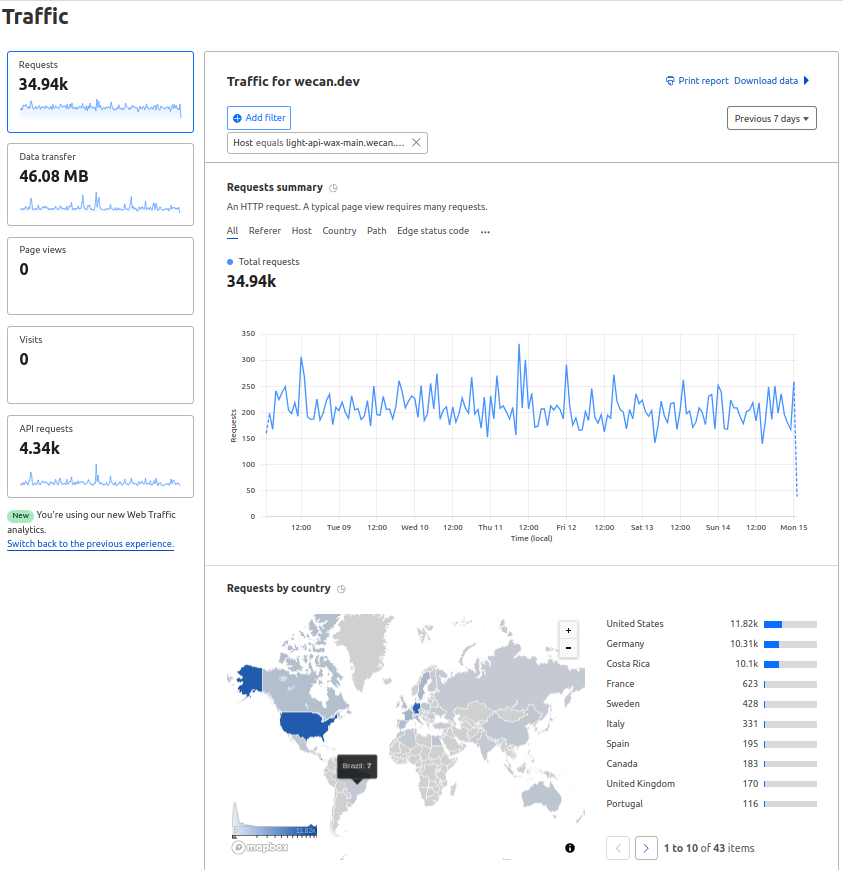 Traffic
Requests
34.94k
Data transfer
46.08 MB
Page views
0
Visits
0
API requests
4.34k
New You're using our new Web Traffic
analytics.
Switch back to the previous experience.
Traffic for wecan.dev
Print report Download data
Add filter
Previous 7 days
Host equals light-api-wax-main.wecan....
Requests summary
An HTTP request. A typical page view requires many requests.
All Referer Host Country Path Edge status code ...
Total requests
34.94k
350
300
250
200
150
100
50
0
Requests
12:00 Tue 09 12:00 Wed 10 12:00 Thu 11 12:00 Fri 12 12:00 Sat 13 12:00 Sun 14 12:00 Mon 15
Time (local)
Requests by country
+
-
Brazil: 7
0 11.82k
mapbox
United States 11.82k
Germany 10.31k
Costa Rica 10.1k
France 623
Sweden 428
Italy 331
Spain 195
Canada 183
United Kingdom 170
Portugal 116
1 to 10 of 43 items